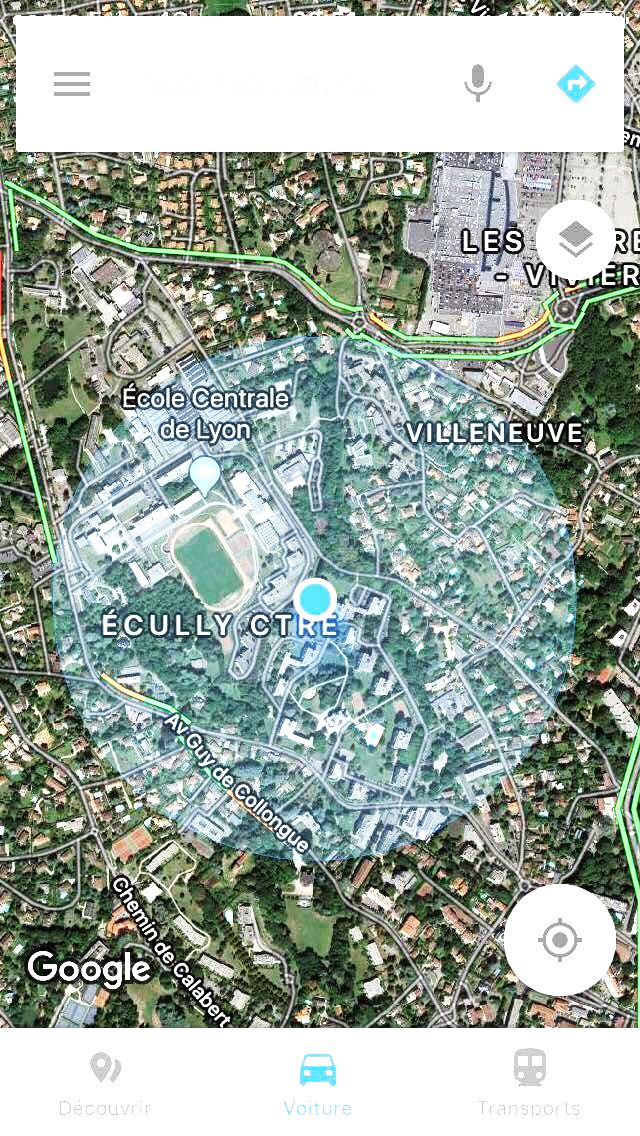 École Centrale
de Lyon
VILLENEUVE
ÉCULLY CTRE
Av Guy de Collongue
Chemin de Calabert
Google
Découvrir
Voiture
Transports
LES
- VIVIER